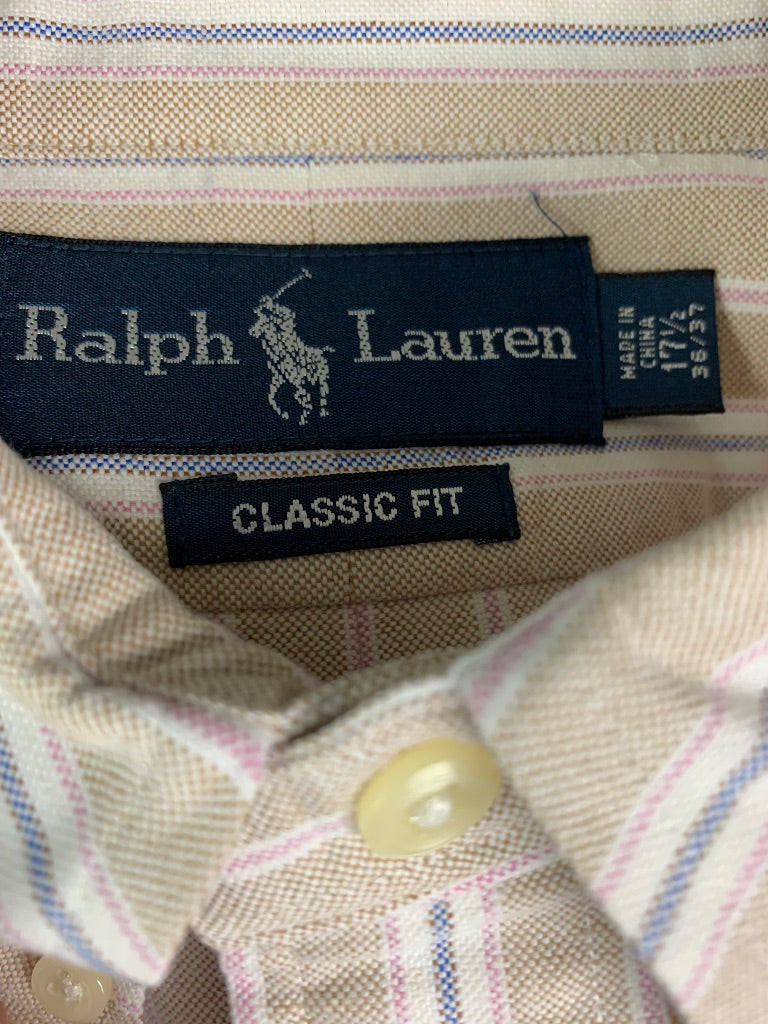 Ralph Lauren
MADE IN
CHINA
17½
36/37
CLASSIC FIT